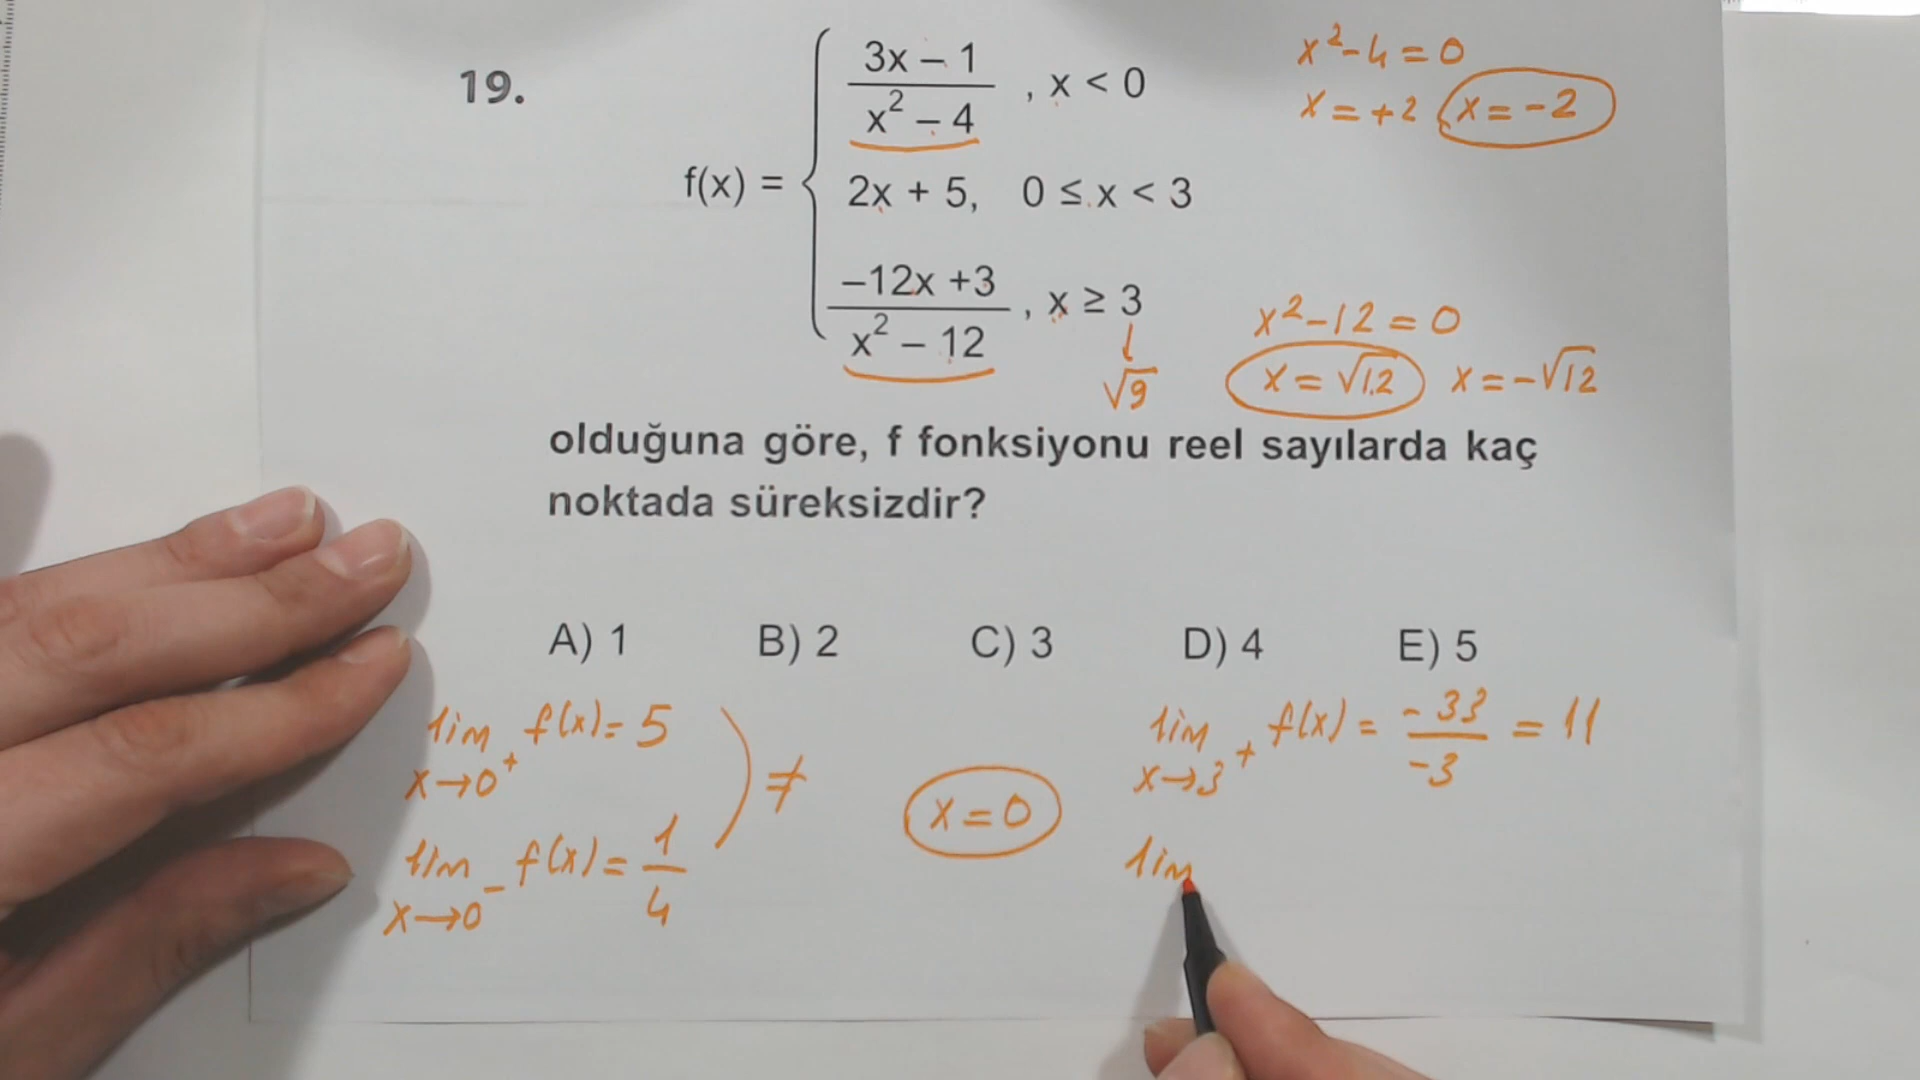 19.
f(x) =
3x – 1
x² – 4
, x < 0
2x + 5, 0 ≤ x < 3
–12x +3
x² – 12
, x ≥ 3
↓
√9
x²-4=0
x=+2 x=-2
x²-12=0
x=√12 x=-√12
olduğuna göre, f fonksiyonu reel sayılarda kaç
noktada süreksizdir?
A) 1 B) 2 C) 3 D) 4 E) 5
lim f(x)=5
x→0⁺
lim f(x)=1/4
x→0⁻
≠
x=0
lim f(x)=-33/-3=11
x→3⁺
lim